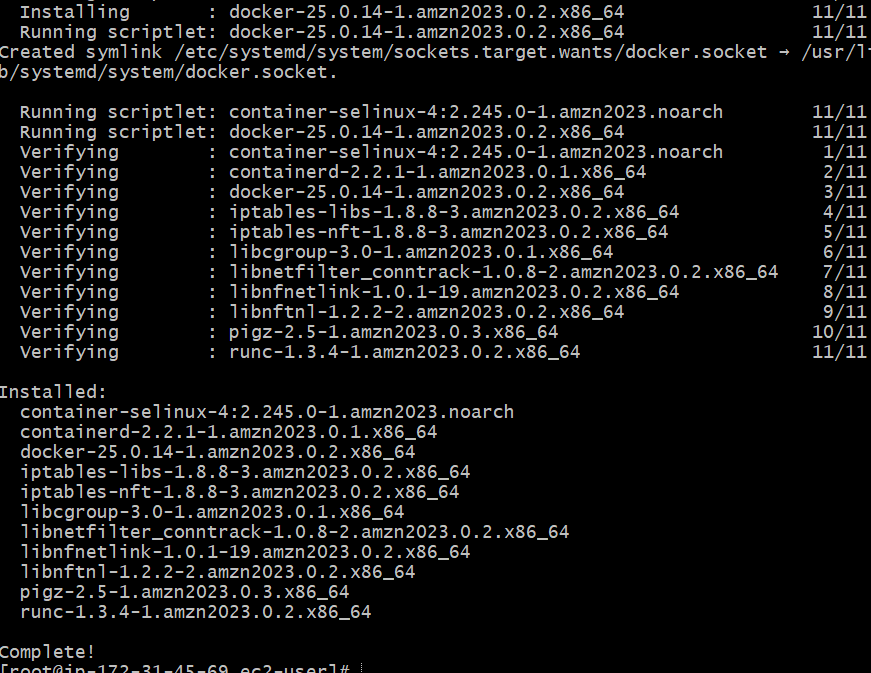 Installing       : docker-25.0.14-1.amzn2023.0.2.x86_64                 11/11
Running scriptlet: docker-25.0.14-1.amzn2023.0.2.x86_64                 11/11
Created symlink /etc/systemd/system/sockets.target.wants/docker.socket → /usr/li
b/systemd/system/docker.socket.
Running scriptlet: container-selinux-4:2.245.0-1.amzn2023.noarch        11/11
Running scriptlet: docker-25.0.14-1.amzn2023.0.2.x86_64                 11/11
Verifying        : container-selinux-4:2.245.0-1.amzn2023.noarch         1/11
Verifying        : containerd-2.2.1-1.amzn2023.0.1.x86_64                2/11
Verifying        : docker-25.0.14-1.amzn2023.0.2.x86_64                  3/11
Verifying        : iptables-libs-1.8.8-3.amzn2023.0.2.x86_64             4/11
Verifying        : iptables-nft-1.8.8-3.amzn2023.0.2.x86_64              5/11
Verifying        : libcgroup-3.0-1.amzn2023.0.1.x86_64                   6/11
Verifying        : libnetfilter_conntrack-1.0.8-2.amzn2023.0.2.x86_64    7/11
Verifying        : libnfnetlink-1.0.1-19.amzn2023.0.2.x86_64             8/11
Verifying        : libnftnl-1.2.2-2.amzn2023.0.2.x86_64                  9/11
Verifying        : pigz-2.5-1.amzn2023.0.3.x86_64                       10/11
Verifying        : runc-1.3.4-1.amzn2023.0.2.x86_64                     11/11
Installed:
container-selinux-4:2.245.0-1.amzn2023.noarch
containerd-2.2.1-1.amzn2023.0.1.x86_64
docker-25.0.14-1.amzn2023.0.2.x86_64
iptables-libs-1.8.8-3.amzn2023.0.2.x86_64
iptables-nft-1.8.8-3.amzn2023.0.2.x86_64
libcgroup-3.0-1.amzn2023.0.1.x86_64
libnetfilter_conntrack-1.0.8-2.amzn2023.0.2.x86_64
libnfnetlink-1.0.1-19.amzn2023.0.2.x86_64
libnftnl-1.2.2-2.amzn2023.0.2.x86_64
pigz-2.5-1.amzn2023.0.3.x86_64
runc-1.3.4-1.amzn2023.0.2.x86_64
Complete!
[root@ip-172-31-45-69 ec2-user]#